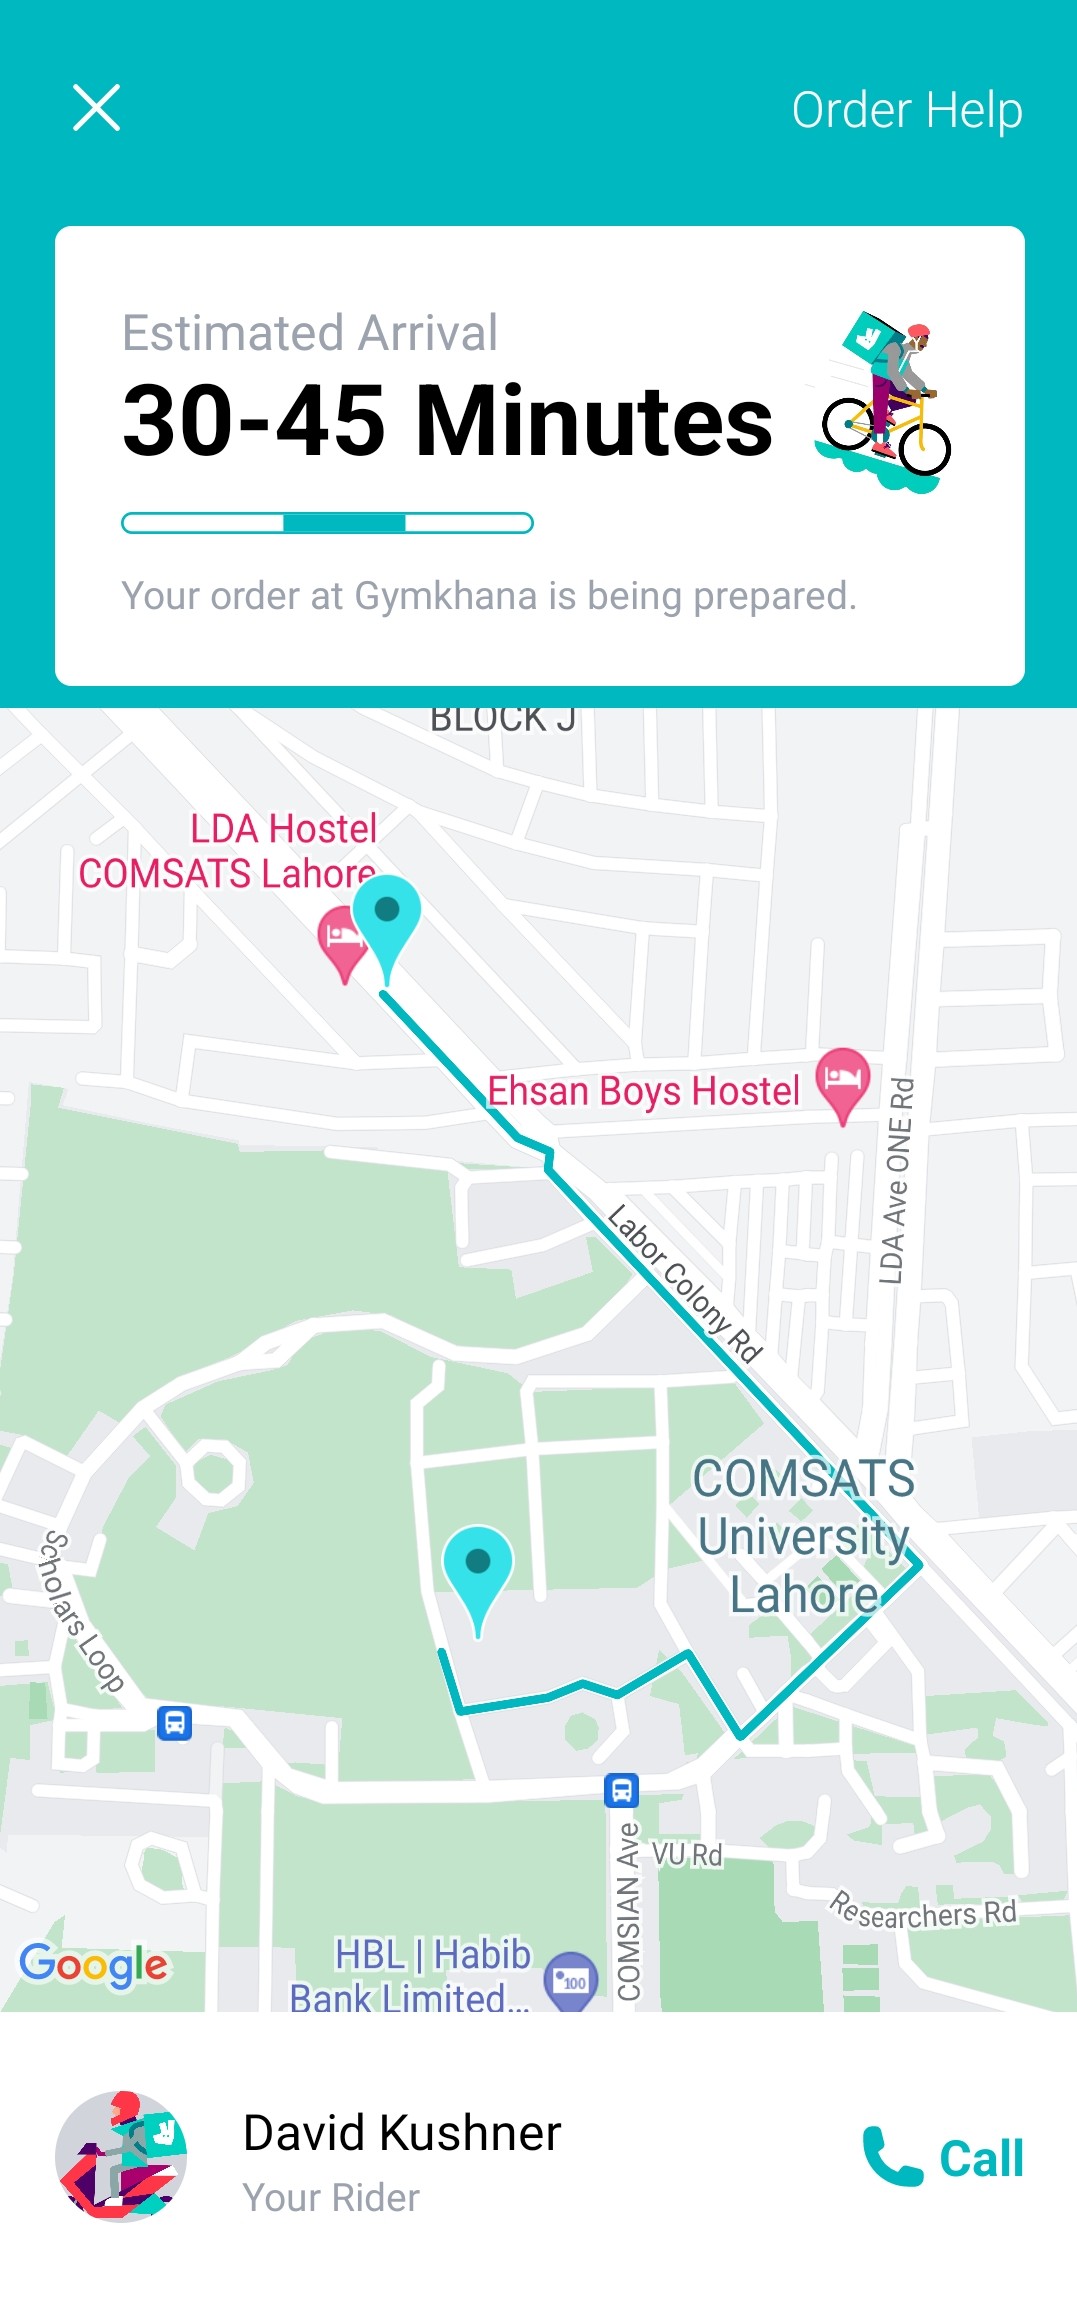 Order Help
Estimated Arrival
30-45 Minutes
Your order at Gymkhana is being prepared.
BLOCK J
LDA Hostel
COMSATS Lahore
Ehsan Boys Hostel
LDA Ave ONE Rd
Labor Colony Rd
COMSATS
University
Lahore
Scholars Loop
COMSIAN Ave
VU Rd
Researchers Rd
HBL | Habib
Bank Limited...
100
Google
David Kushner
Your Rider
Call